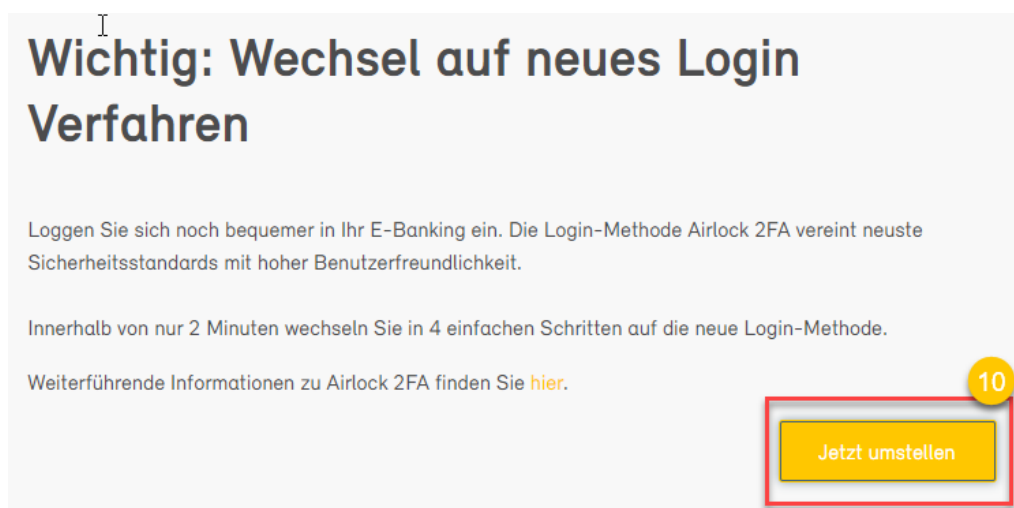 Wichtig: Wechsel auf neues Login
Verfahren
Loggen Sie sich noch bequemer in Ihr E-Banking ein. Die Login-Methode Airlock 2FA vereint neuste
Sicherheitsstandards mit hoher Benutzerfreundlichkeit.
Innerhalb von nur 2 Minuten wechseln Sie in 4 einfachen Schritten auf die neue Login-Methode.
Weiterführende Informationen zu Airlock 2FA finden Sie hier.
10
Jetzt umstellen